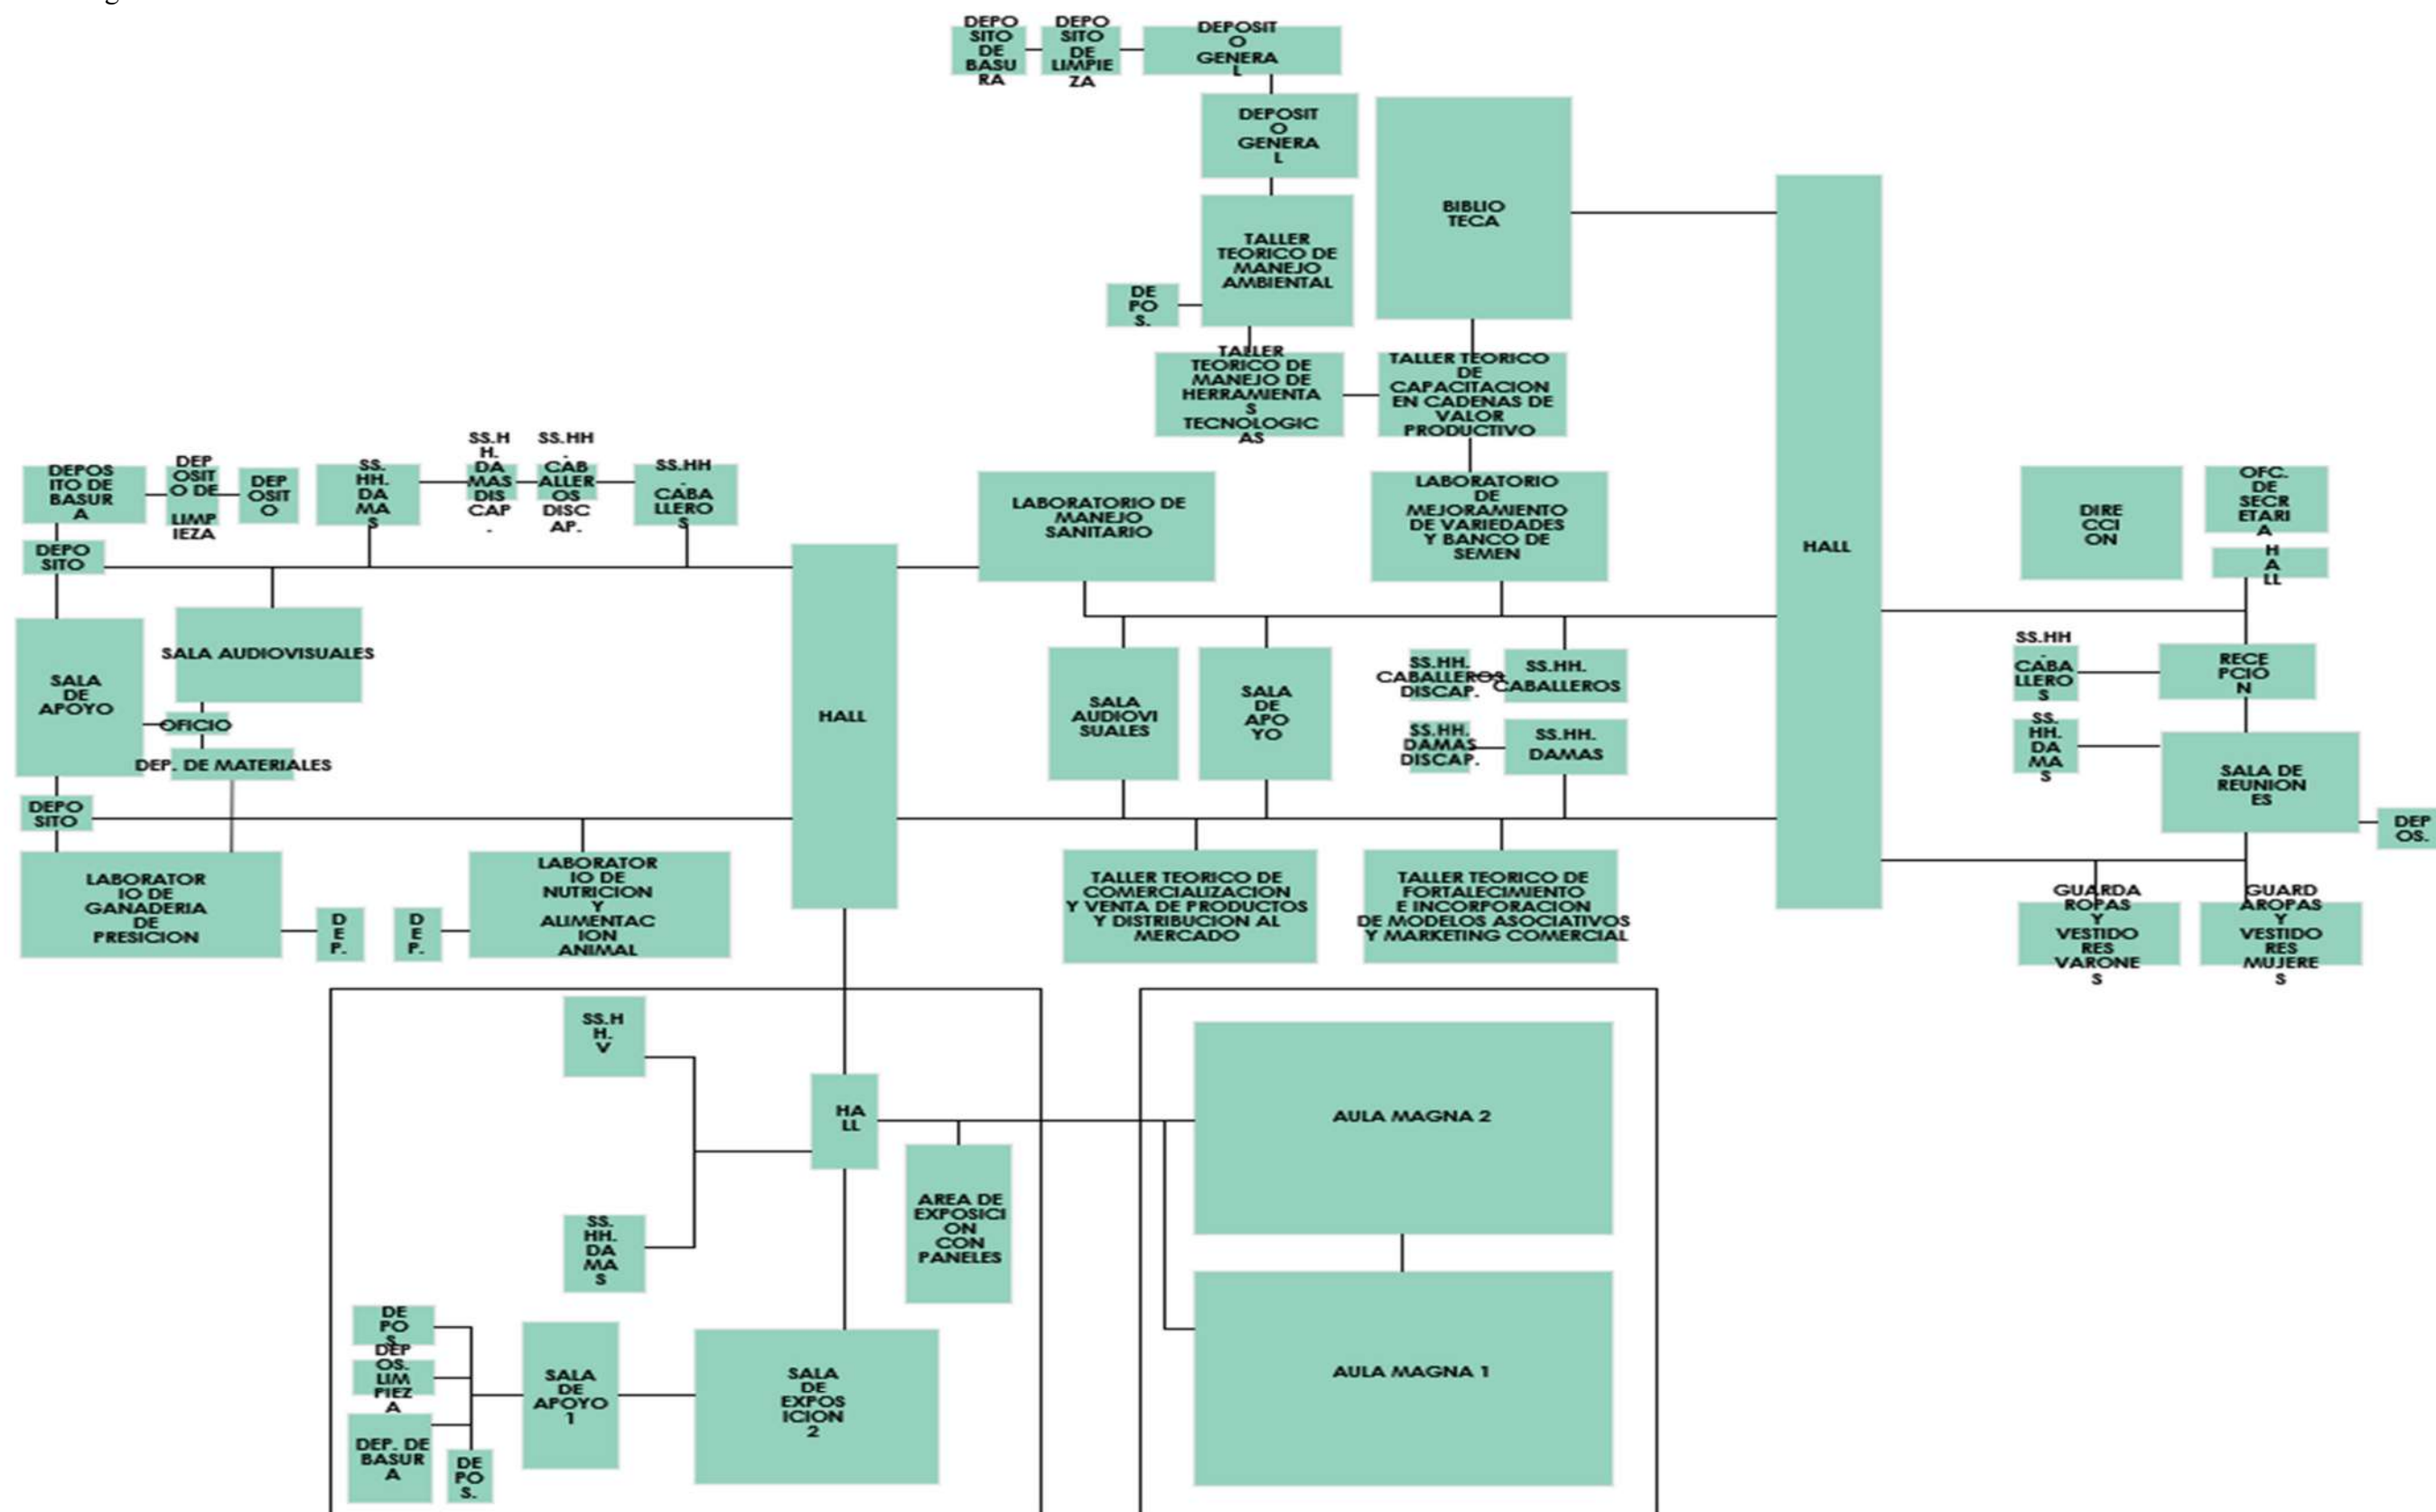 DEPO
SITO
DE
BASU
RA
DEPO
SITO
DE
LIMPIE
ZA
DEPOSIT
O
GENERA
L
DEPOSIT
O
GENERA
L
BIBLIO
TECA
TALLER
TEORICO DE
MANEJO
AMBIENTAL
DE
PO
S.
TALLER
TEORICO DE
MANEJO DE
HERRAMIENTA
S
TECNOLOGIC
AS
TALLER TEORICO
DE
CAPACITACION
EN CADENAS DE
VALOR
PRODUCTIVO
HALL
DEPOS
ITO DE
BASUR
A
DEP
OSIT
O DE
LIMP
IEZA
DEP
OSIT
O
SS.
HH.
DA
MA
S
SS.H
H.
DA
MAS
DIS
CAP
.
SS.HH
.
CAB
ALLER
OS
DISC
AP.
SS.HH
.
CABA
LLERO
S
DEPO
SITO
LABORATORIO DE
MANEJO
SANITARIO
LABORATORIO
DE
MEJORAMIENTO
DE VARIEDADES
Y BANCO DE
SEMEN
DIRE
CCI
ON
OFC.
DE
SECR
ETARI
A
H
A
LL
SALA
DE
APOYO
SALA AUDIOVISUALES
OFICIO
DEP. DE MATERIALES
DEPO
SITO
HALL
SALA
AUDIOVI
SUALES
SALA
DE
APO
YO
SS.HH.
CABALLEROS
DISCAP.
SS.HH.
CABALLEROS
SS.HH.
DAMAS
DISCAP.
SS.HH.
DAMAS
SS.HH
.
CABA
LLERO
S
RECE
PCIO
N
SS.
HH.
DA
MA
S
SALA DE
REUNION
ES
DEP
OS.
LABORATOR
IO DE
GANADERIA
DE
PRESICION
D
E
P.
D
E
P.
LABORATOR
IO DE
NUTRICION
Y
ALIMENTAC
ION
ANIMAL
TALLER TEORICO DE
COMERCIALIZACION
Y VENTA DE PRODUCTOS
Y DISTRIBUCION AL
MERCADO
TALLER TEORICO DE
FORTALECIMIENTO
E INCORPORACION
DE MODELOS ASOCIATIVOS
Y MARKETING COMERCIAL
GUARDA
ROPAS
Y
VESTIDO
RES
VARONE
S
GUARD
AROPAS
Y
VESTIDO
RES
MUJERE
S
SS.H
H.
V
HA
LL
AULA MAGNA 2
SS.
HH.
DA
MA
S
AREA DE
EXPOSICI
ON
CON
PANELES
DE
PO
S.
DEP
OS.
LIM
PIEZ
A
DEP. DE
BASUR
A
DE
PO
S.
SALA
DE
APOYO
1
SALA
DE
EXPOS
ICION
2
AULA MAGNA 1